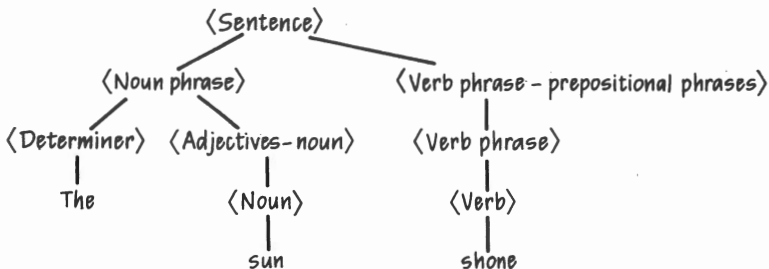 ⟨Sentence⟩
⟨Noun phrase⟩ ⟨Verb phrase – prepositional phrases⟩
⟨Determiner⟩ ⟨Adjectives – noun⟩ ⟨Verb phrase⟩
The ⟨Noun⟩ ⟨Verb⟩
sun shone